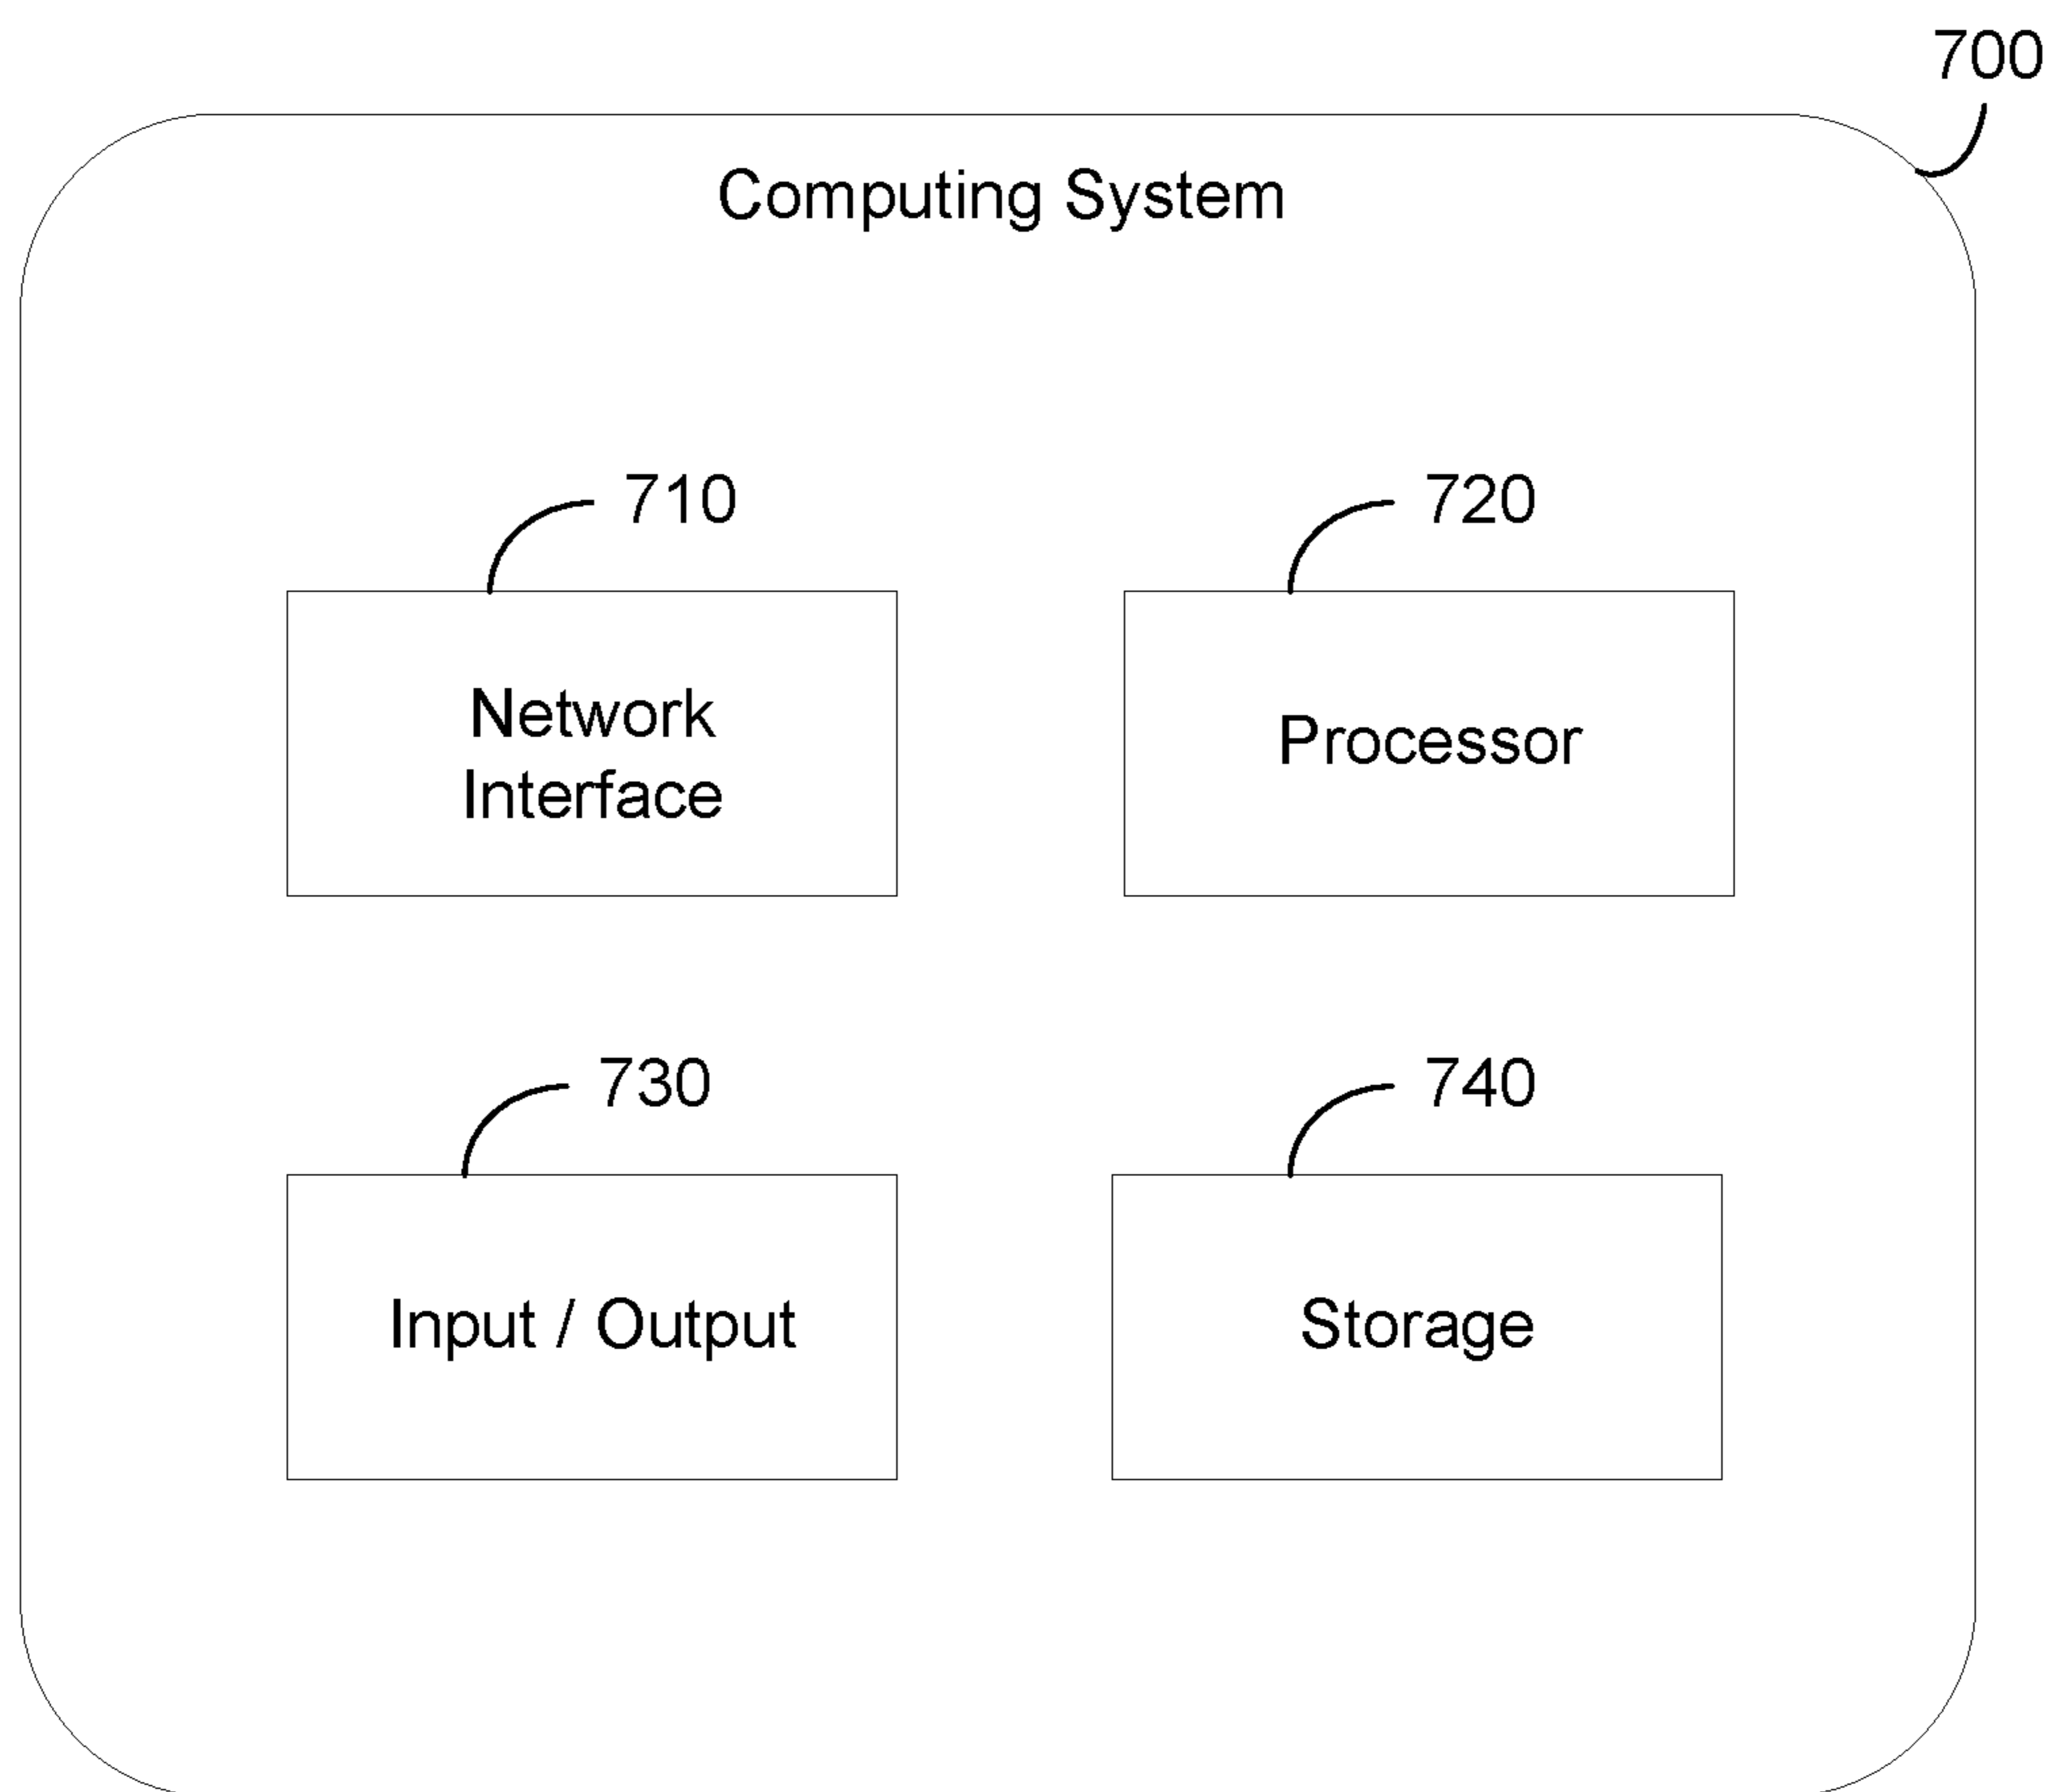 700
Computing System
710
720
Network
Interface
Processor
730
740
Input / Output
Storage